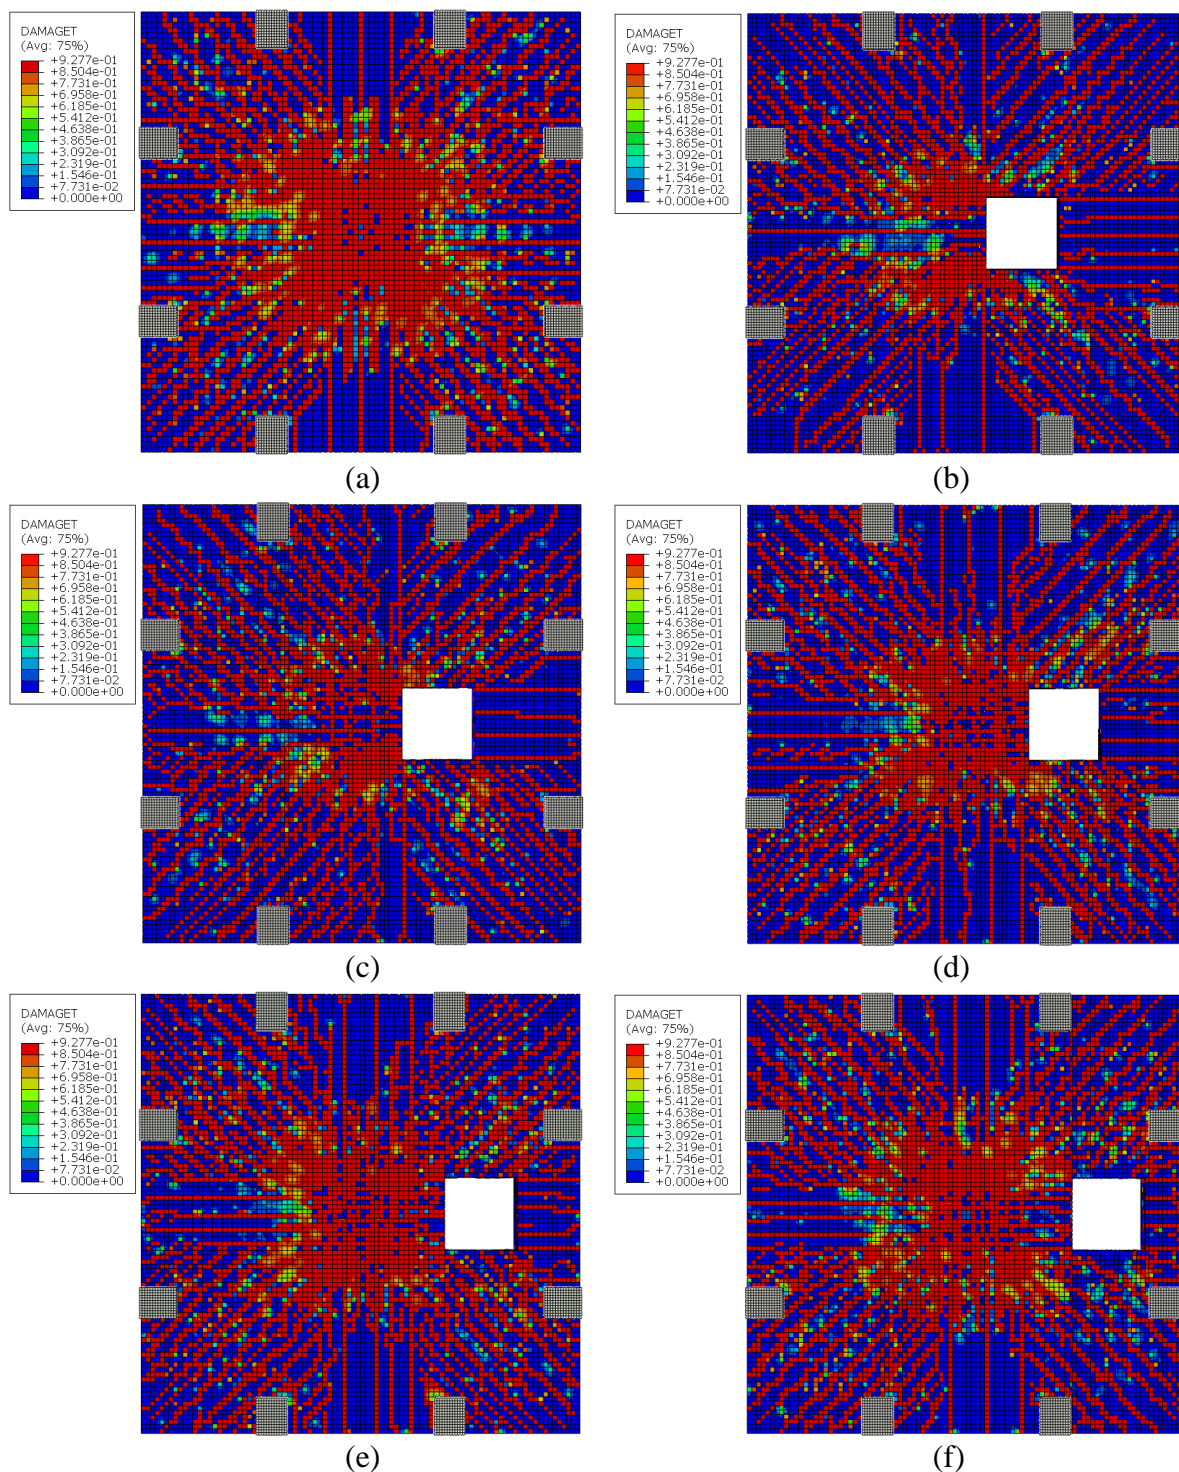 DAMAGET
(Avg: 75%)
+9.277e-01
+8.504e-01
+7.731e-01
+6.958e-01
+6.185e-01
+5.412e-01
+4.638e-01
+3.865e-01
+3.092e-01
+2.319e-01
+1.546e-01
+7.731e-02
+0.000e+00
(a)
DAMAGET
(Avg: 75%)
+9.277e-01
+8.504e-01
+7.731e-01
+6.958e-01
+6.185e-01
+5.412e-01
+4.638e-01
+3.865e-01
+3.092e-01
+2.319e-01
+1.546e-01
+7.731e-02
+0.000e+00
(b)
DAMAGET
(Avg: 75%)
+9.277e-01
+8.504e-01
+7.731e-01
+6.958e-01
+6.185e-01
+5.412e-01
+4.638e-01
+3.865e-01
+3.092e-01
+2.319e-01
+1.546e-01
+7.731e-02
+0.000e+00
(c)
DAMAGET
(Avg: 75%)
+9.277e-01
+8.504e-01
+7.731e-01
+6.958e-01
+6.185e-01
+5.412e-01
+4.638e-01
+3.865e-01
+3.092e-01
+2.319e-01
+1.546e-01
+7.731e-02
+0.000e+00
(d)
DAMAGET
(Avg: 75%)
+9.277e-01
+8.504e-01
+7.731e-01
+6.958e-01
+6.185e-01
+5.412e-01
+4.638e-01
+3.865e-01
+3.092e-01
+2.319e-01
+1.546e-01
+7.731e-02
+0.000e+00
(e)
DAMAGET
(Avg: 75%)
+9.277e-01
+8.504e-01
+7.731e-01
+6.958e-01
+6.185e-01
+5.412e-01
+4.638e-01
+3.865e-01
+3.092e-01
+2.319e-01
+1.546e-01
+7.731e-02
+0.000e+00
(f)